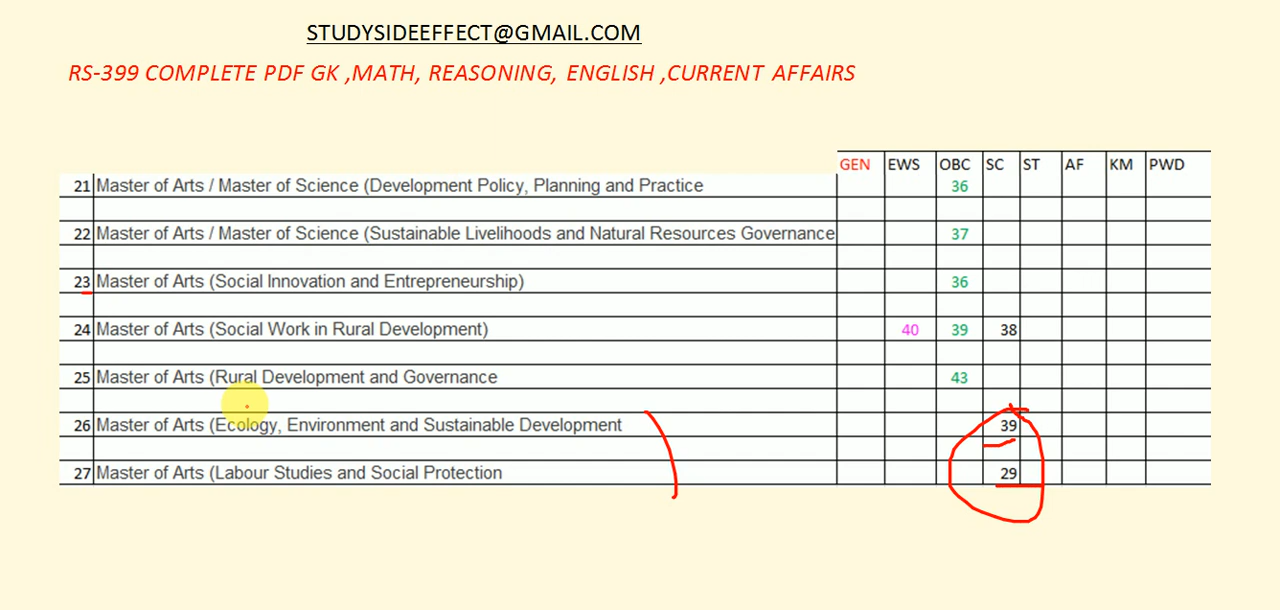 STUDYSIDEEFFECT@GMAIL.COM
RS-399 COMPLETE PDF GK ,MATH, REASONING, ENGLISH ,CURRENT AFFAIRS
GEN EWS OBC SC ST AF KM PWD
21 Master of Arts / Master of Science (Development Policy, Planning and Practice 36
22 Master of Arts / Master of Science (Sustainable Livelihoods and Natural Resources Governance 37
23 Master of Arts (Social Innovation and Entrepreneurship) 36
24 Master of Arts (Social Work in Rural Development) 40 39 38
25 Master of Arts (Rural Development and Governance 43
26 Master of Arts (Ecology, Environment and Sustainable Development 39
27 Master of Arts (Labour Studies and Social Protection 29